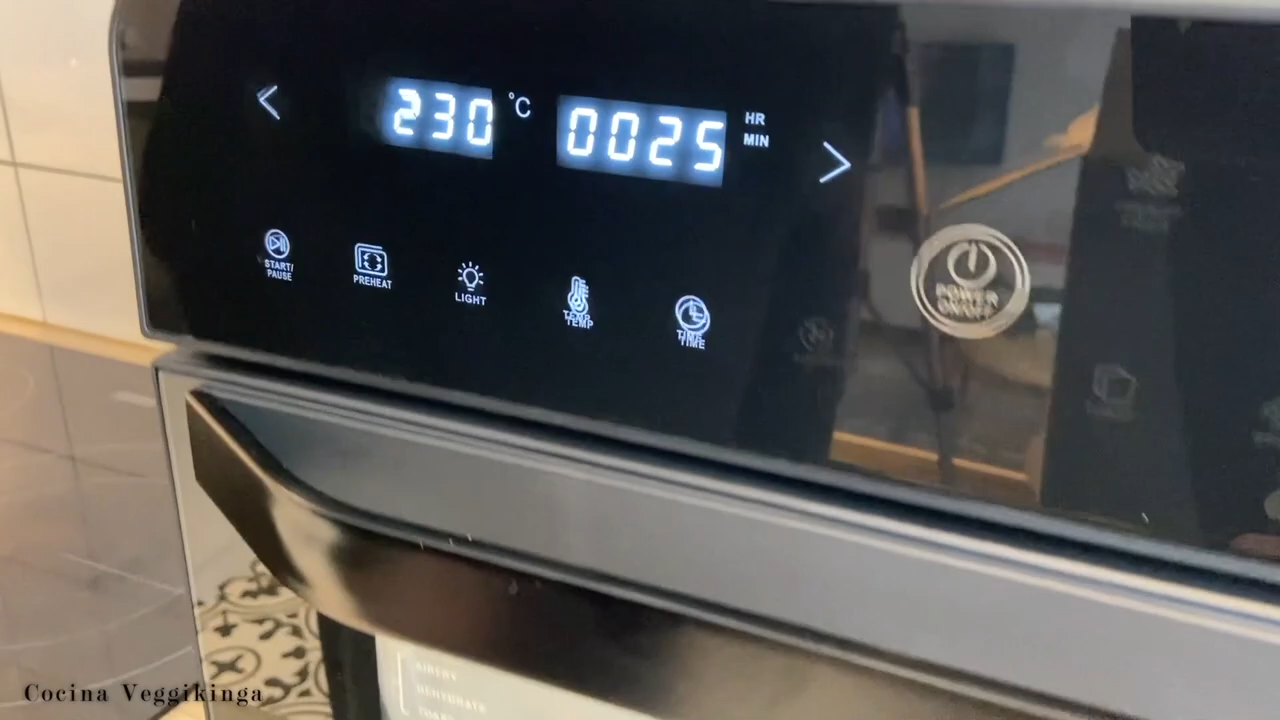 230 °C 0025 HR
MIN
START/
PAUSE
PREHEAT
LIGHT
TEMP
TIME
POWER
ON/OFF
AIRFRY
DEHYDRATE
Cocina Veggikinga